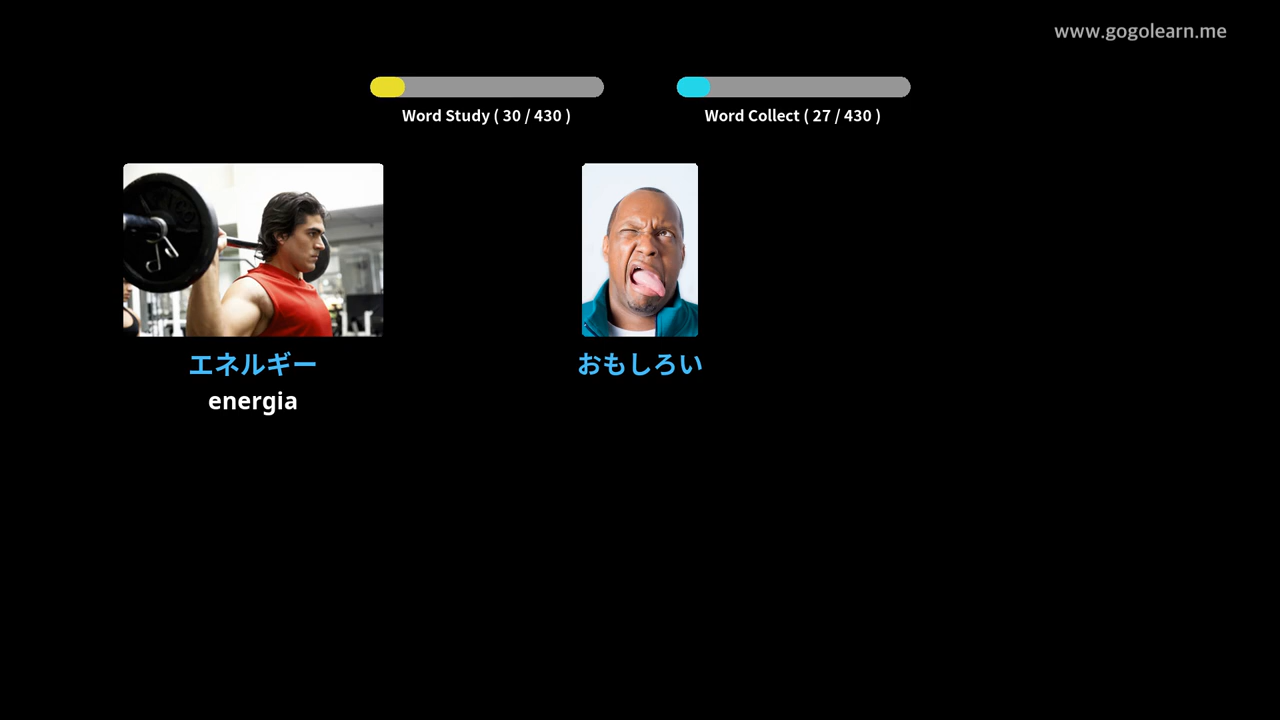 www.gogolearn.me
Word Study ( 30 / 430 )
Word Collect ( 27 / 430 )
エネルギー
energia
おもしろい